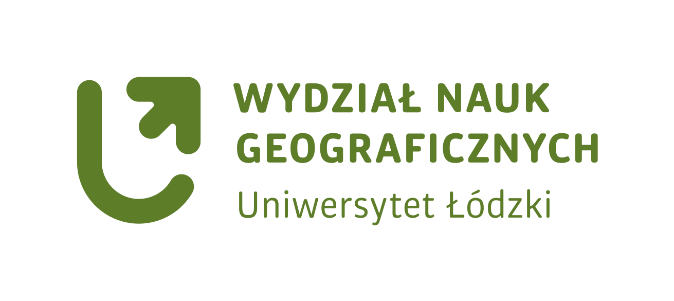 WYDZIAŁ NAUK
GEOGRAFICZNYCH
Uniwersytet Łódzki